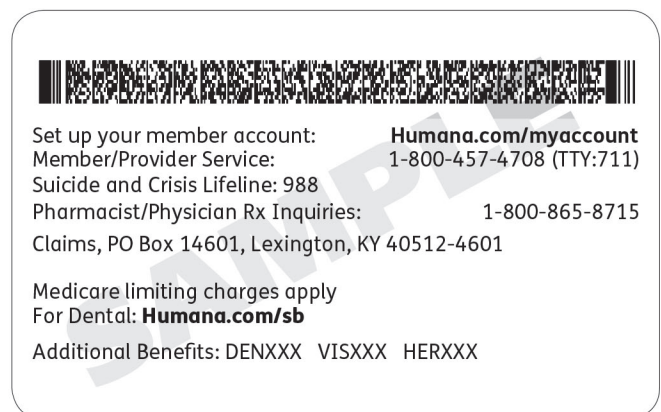 Set up your member account: Humana.com/myaccount
Member/Provider Service: 1-800-457-4708 (TTY:711)
Suicide and Crisis Lifeline: 988
Pharmacist/Physician Rx Inquiries: 1-800-865-8715
Claims, PO Box 14601, Lexington, KY 40512-4601
Medicare limiting charges apply
For Dental: Humana.com/sb
Additional Benefits: DENXXX VISXXX HERXXX
SAMPLE